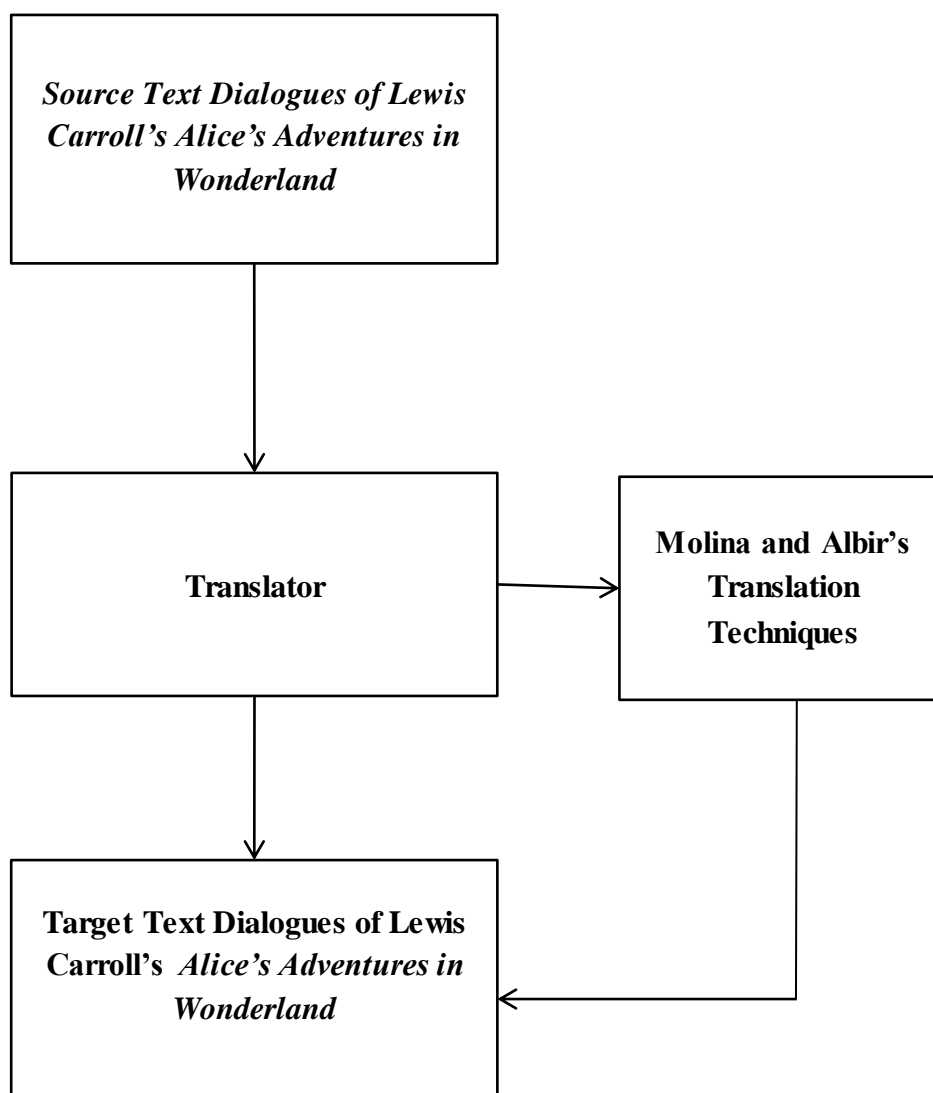 Source Text Dialogues of Lewis
Carroll's Alice's Adventures in
Wonderland
Translator
Molina and Albir's
Translation
Techniques
Target Text Dialogues of Lewis
Carroll's Alice's Adventures in
Wonderland